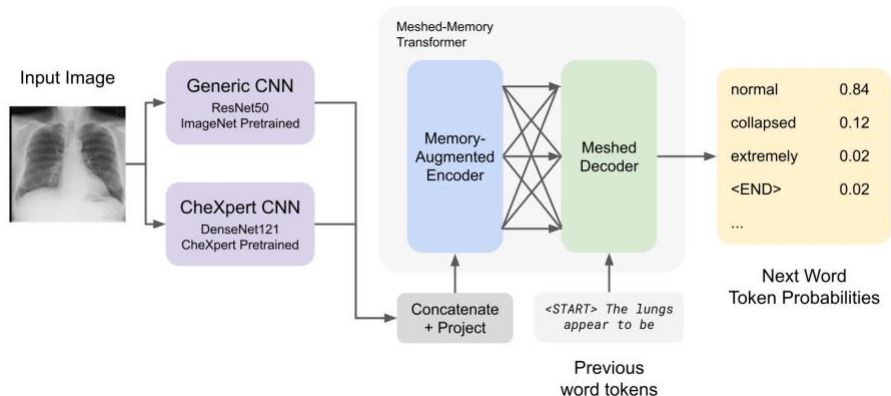 Input Image
Generic CNN
ResNet50
ImageNet Pretrained
CheXpert CNN
DenseNet121
CheXpert Pretrained
Meshed-Memory
Transformer
Memory-
Augmented
Encoder
Meshed
Decoder
Concatenate
+ Project
<START> The lungs
appear to be
Previous
word tokens
normal 0.84
collapsed 0.12
extremely 0.02
<END> 0.02
...
Next Word
Token Probabilities